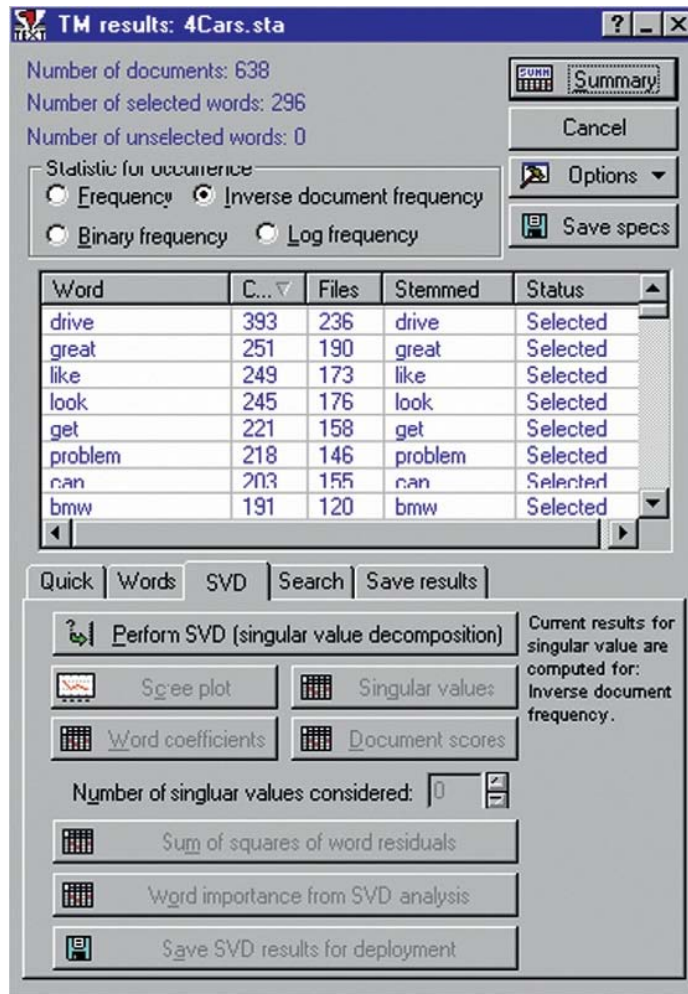 TM results: 4Cars.sta
TEXT
Number of documents: 638
Number of selected words: 296
Number of unselected words: 0
SUMM
Summary
Cancel
Options
Save specs
Statistic for occurrence
Frequency Inverse document frequency
Binary frequency Log frequency
Word C... Files Stemmed Status
drive 393 236 drive Selected
great 251 190 great Selected
like 249 173 like Selected
look 245 176 look Selected
get 221 158 get Selected
problem 218 146 problem Selected
can 203 155 can Selected
bmw 191 120 bmw Selected
Quick Words SVD Search Save results
Perform SVD (singular value decomposition)
Scree plot Singular values
Word coefficients Document scores
Number of singluar values considered: 0
Sum of squares of word residuals
Word importance from SVD analysis
Save SVD results for deployment
Current results for
singular value are
computed for:
Inverse document
frequency.